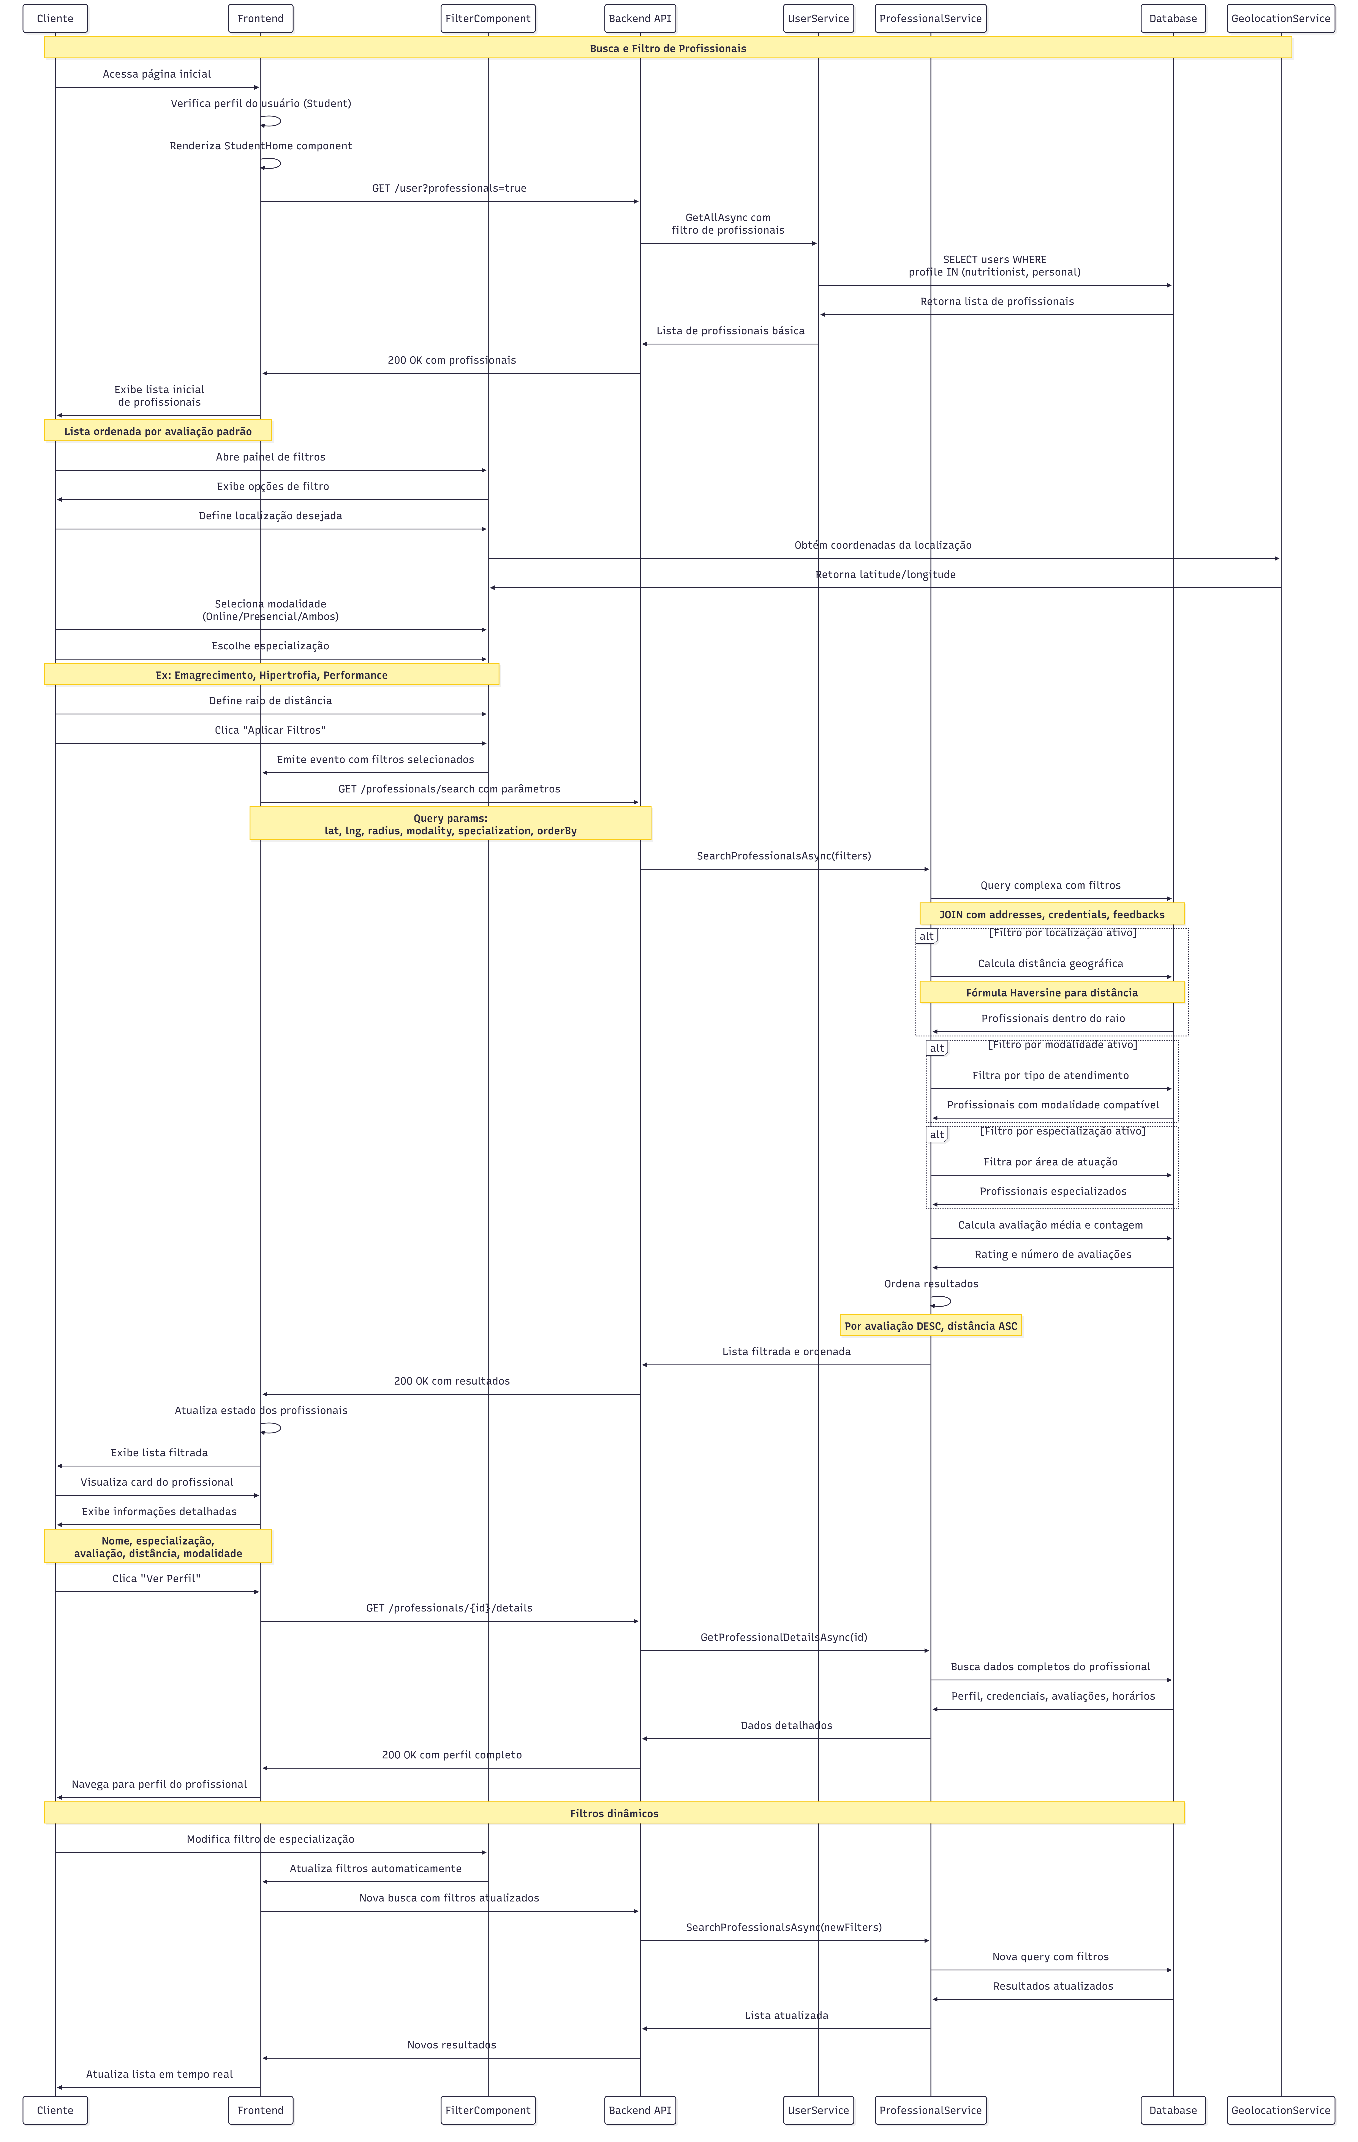 Cliente
Frontend
FilterComponent
Backend API
UserService
ProfessionalService
Database
GeolocationService
Busca e Filtro de Profissionais
Acessa página inicial
Verifica perfil do usuário (Student)
Renderiza StudentHome component
GET /user?professionals=true
GetAllAsync com
filtro de profissionais
SELECT users WHERE
profile IN (nutritionist, personal)
Retorna lista de profissionais
Lista de profissionais básica
200 OK com profissionais
Exibe lista inicial
de profissionais
Lista ordenada por avaliação padrão
Abre painel de filtros
Exibe opções de filtro
Define localização desejada
Obtém coordenadas da localização
Retorna latitude/longitude
Seleciona modalidade
(Online/Presencial/Ambos)
Escolhe especialização
Ex: Emagrecimento, Hipertrofia, Performance
Define raio de distância
Clica "Aplicar Filtros"
Emite evento com filtros selecionados
GET /professionals/search com parâmetros
Query params:
lat, lng, radius, modality, specialization, orderBy
SearchProfessionalsAsync(filters)
Query complexa com filtros
JOIN com addresses, credentials, feedbacks
alt
[Filtro por localização ativo]
Calcula distância geográfica
Fórmula Haversine para distância
Profissionais dentro do raio
alt
[Filtro por modalidade ativo]
Filtra por tipo de atendimento
Profissionais com modalidade compatível
alt
[Filtro por especialização ativo]
Filtra por área de atuação
Profissionais especializados
Calcula avaliação média e contagem
Rating e número de avaliações
Ordena resultados
Por avaliação DESC, distância ASC
Lista filtrada e ordenada
200 OK com resultados
Atualiza estado dos profissionais
Exibe lista filtrada
Visualiza card do profissional
Exibe informações detalhadas
Nome, especialização,
avaliação, distância, modalidade
Clica "Ver Perfil"
GET /professionals/{id}/details
GetProfessionalDetailsAsync(id)
Busca dados completos do profissional
Perfil, credenciais, avaliações, horários
Dados detalhados
200 OK com perfil completo
Navega para perfil do profissional
Filtros dinâmicos
Modifica filtro de especialização
Atualiza filtros automaticamente
Nova busca com filtros atualizados
SearchProfessionalsAsync(newFilters)
Nova query com filtros
Resultados atualizados
Lista atualizada
Novos resultados
Atualiza lista em tempo real
Cliente
Frontend
FilterComponent
Backend API
UserService
ProfessionalService
Database
GeolocationService